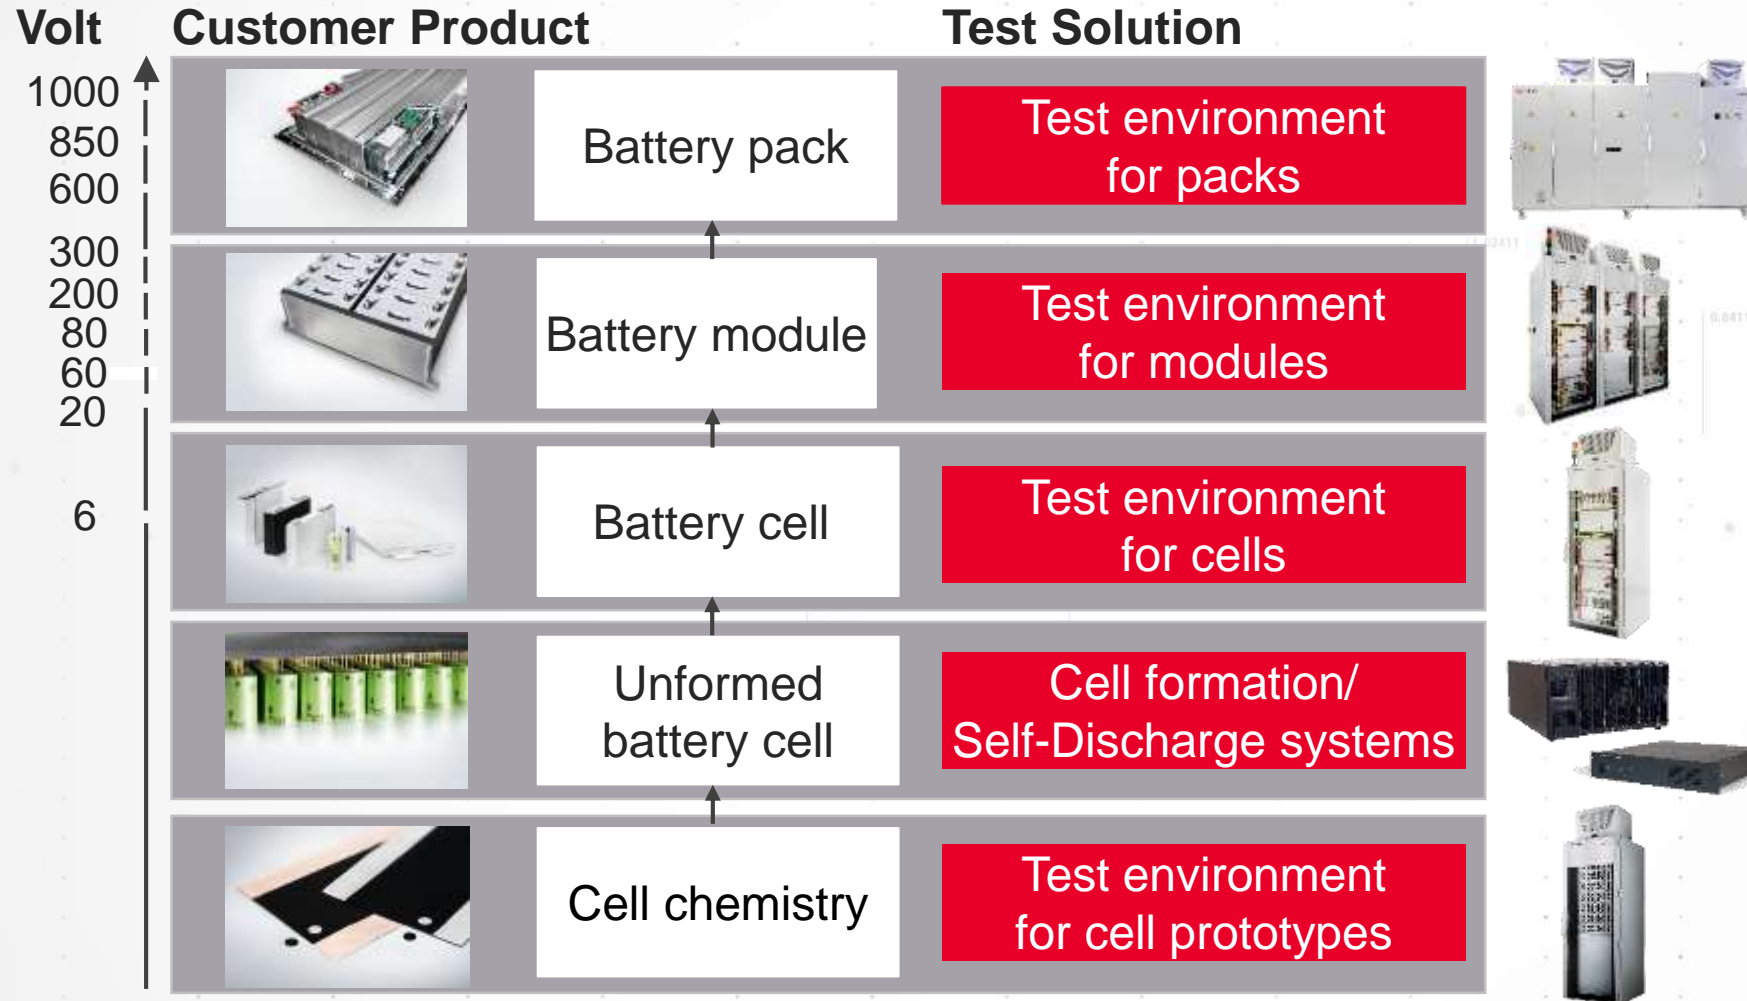 Volt Customer Product Test Solution
1000
850
600
Battery pack
Test environment
for packs
300
200
80
60
20
Battery module
Test environment
for modules
6
Battery cell
Test environment
for cells
Unformed
battery cell
Cell formation/
Self-Discharge systems
Cell chemistry
Test environment
for cell prototypes